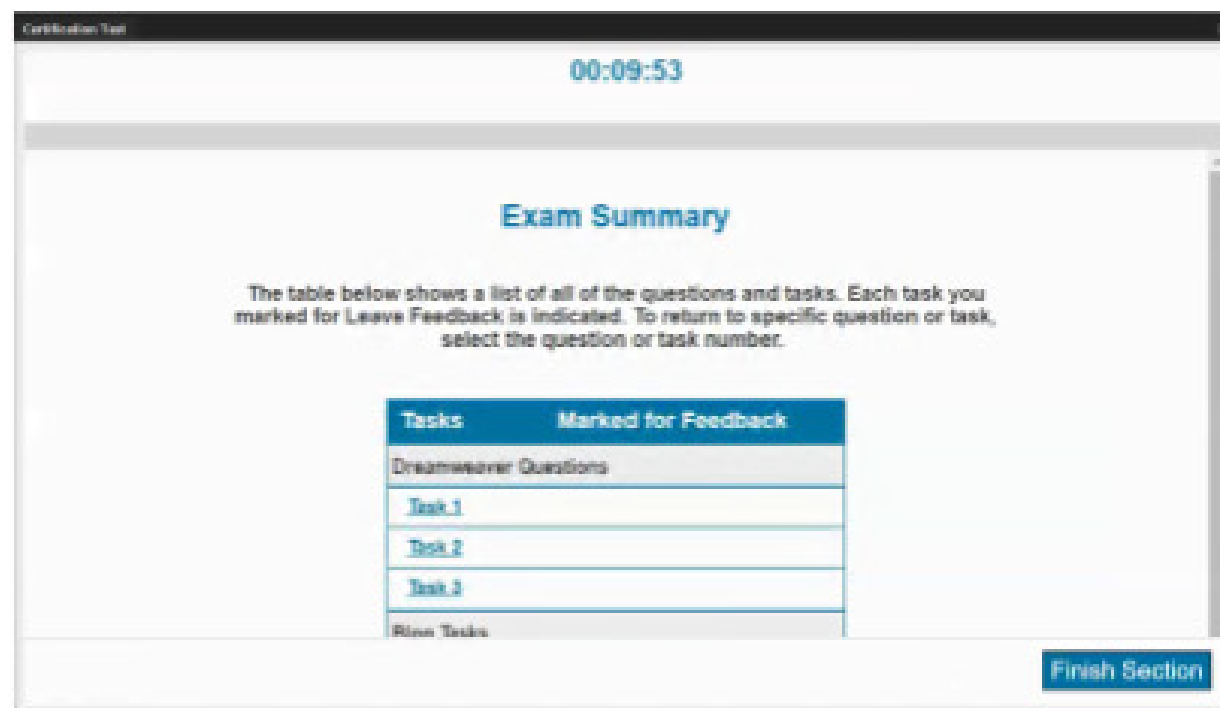 Certification Test
00:09:53
Exam Summary
The table below shows a list of all of the questions and tasks. Each task you
marked for Leave Feedback is indicated. To return to specific question or task,
select the question or task number.
Tasks Marked for Feedback
Dreamweaver Questions
Task 1
Task 2
Task 3
Blog Tasks
Finish Section